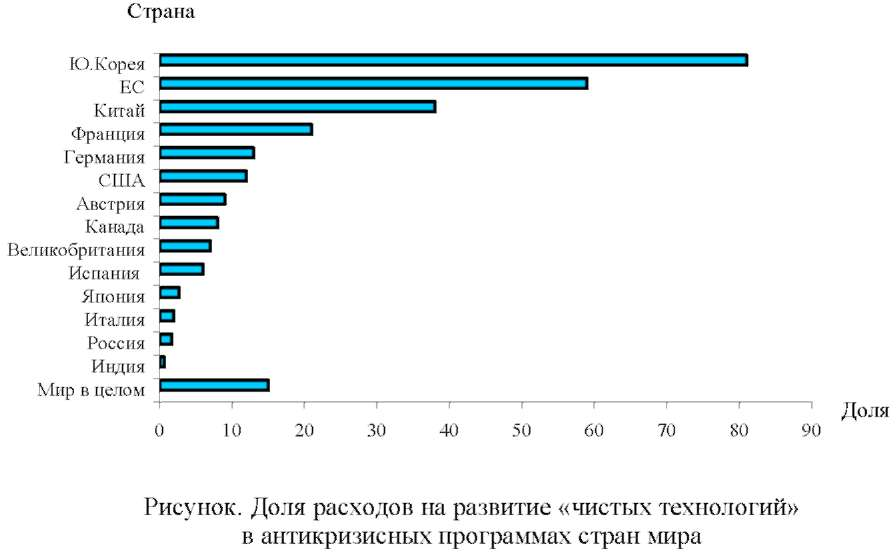 Страна
Ю.Корея
ЕС
Китай
Франция
Германия
США
Австрия
Канада
Великобритания
Испания
Япония
Италия
Россия
Индия
Мир в целом
0 10 20 30 40 50 60 70 80 90
Доля
Рисунок. Доля расходов на развитие «чистых технологий»
в антикризисных программах стран мира